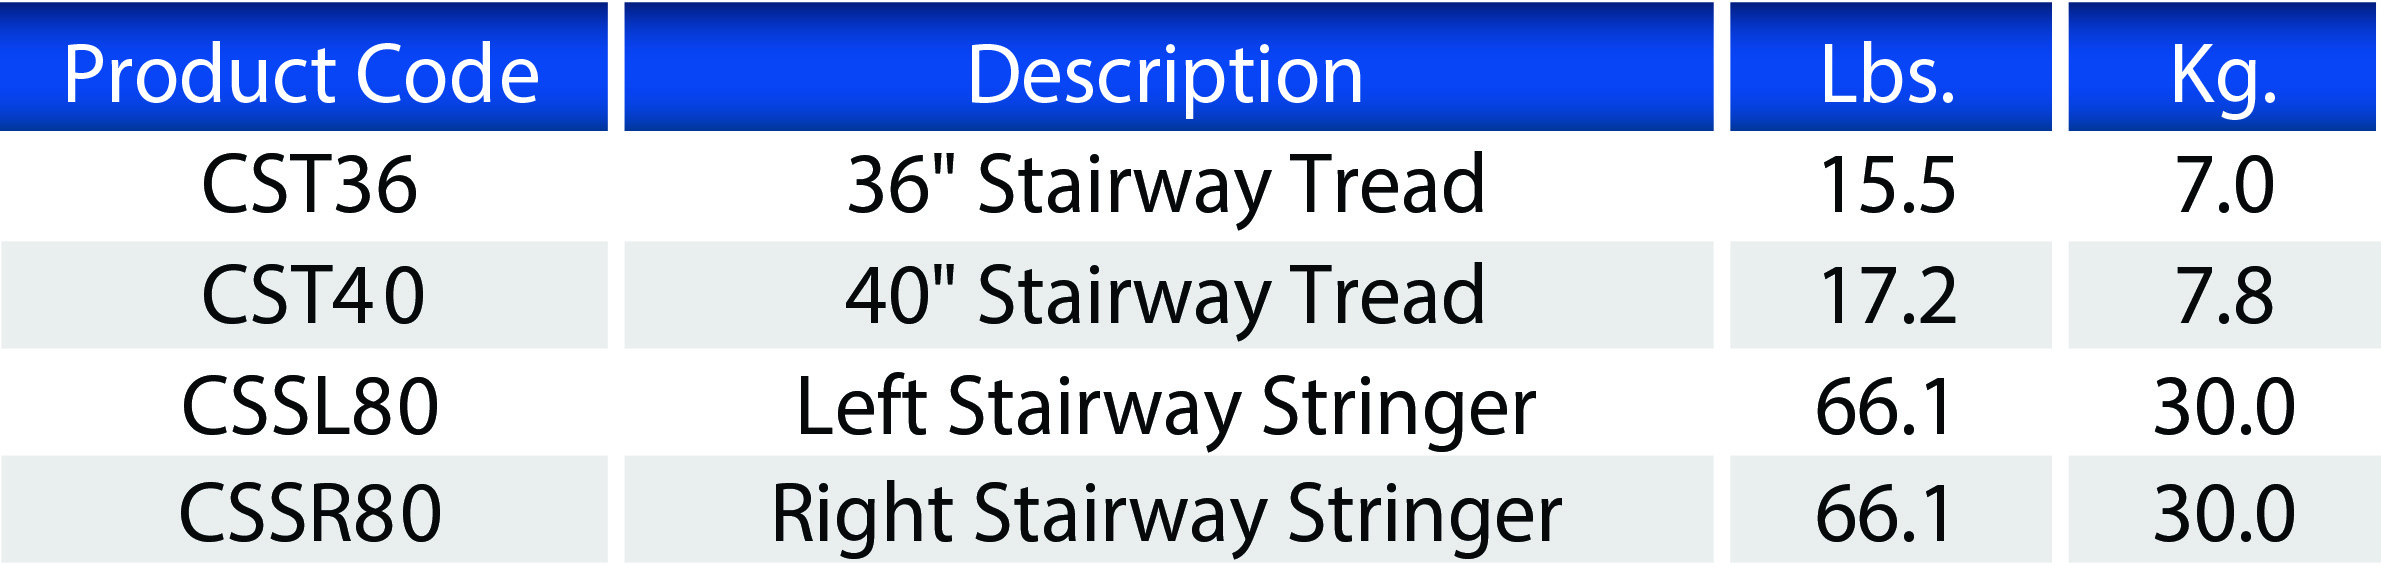 Product Code Description Lbs. Kg.
CST36 36" Stairway Tread 15.5 7.0
CST40 40" Stairway Tread 17.2 7.8
CSSL80 Left Stairway Stringer 66.1 30.0
CSSR80 Right Stairway Stringer 66.1 30.0